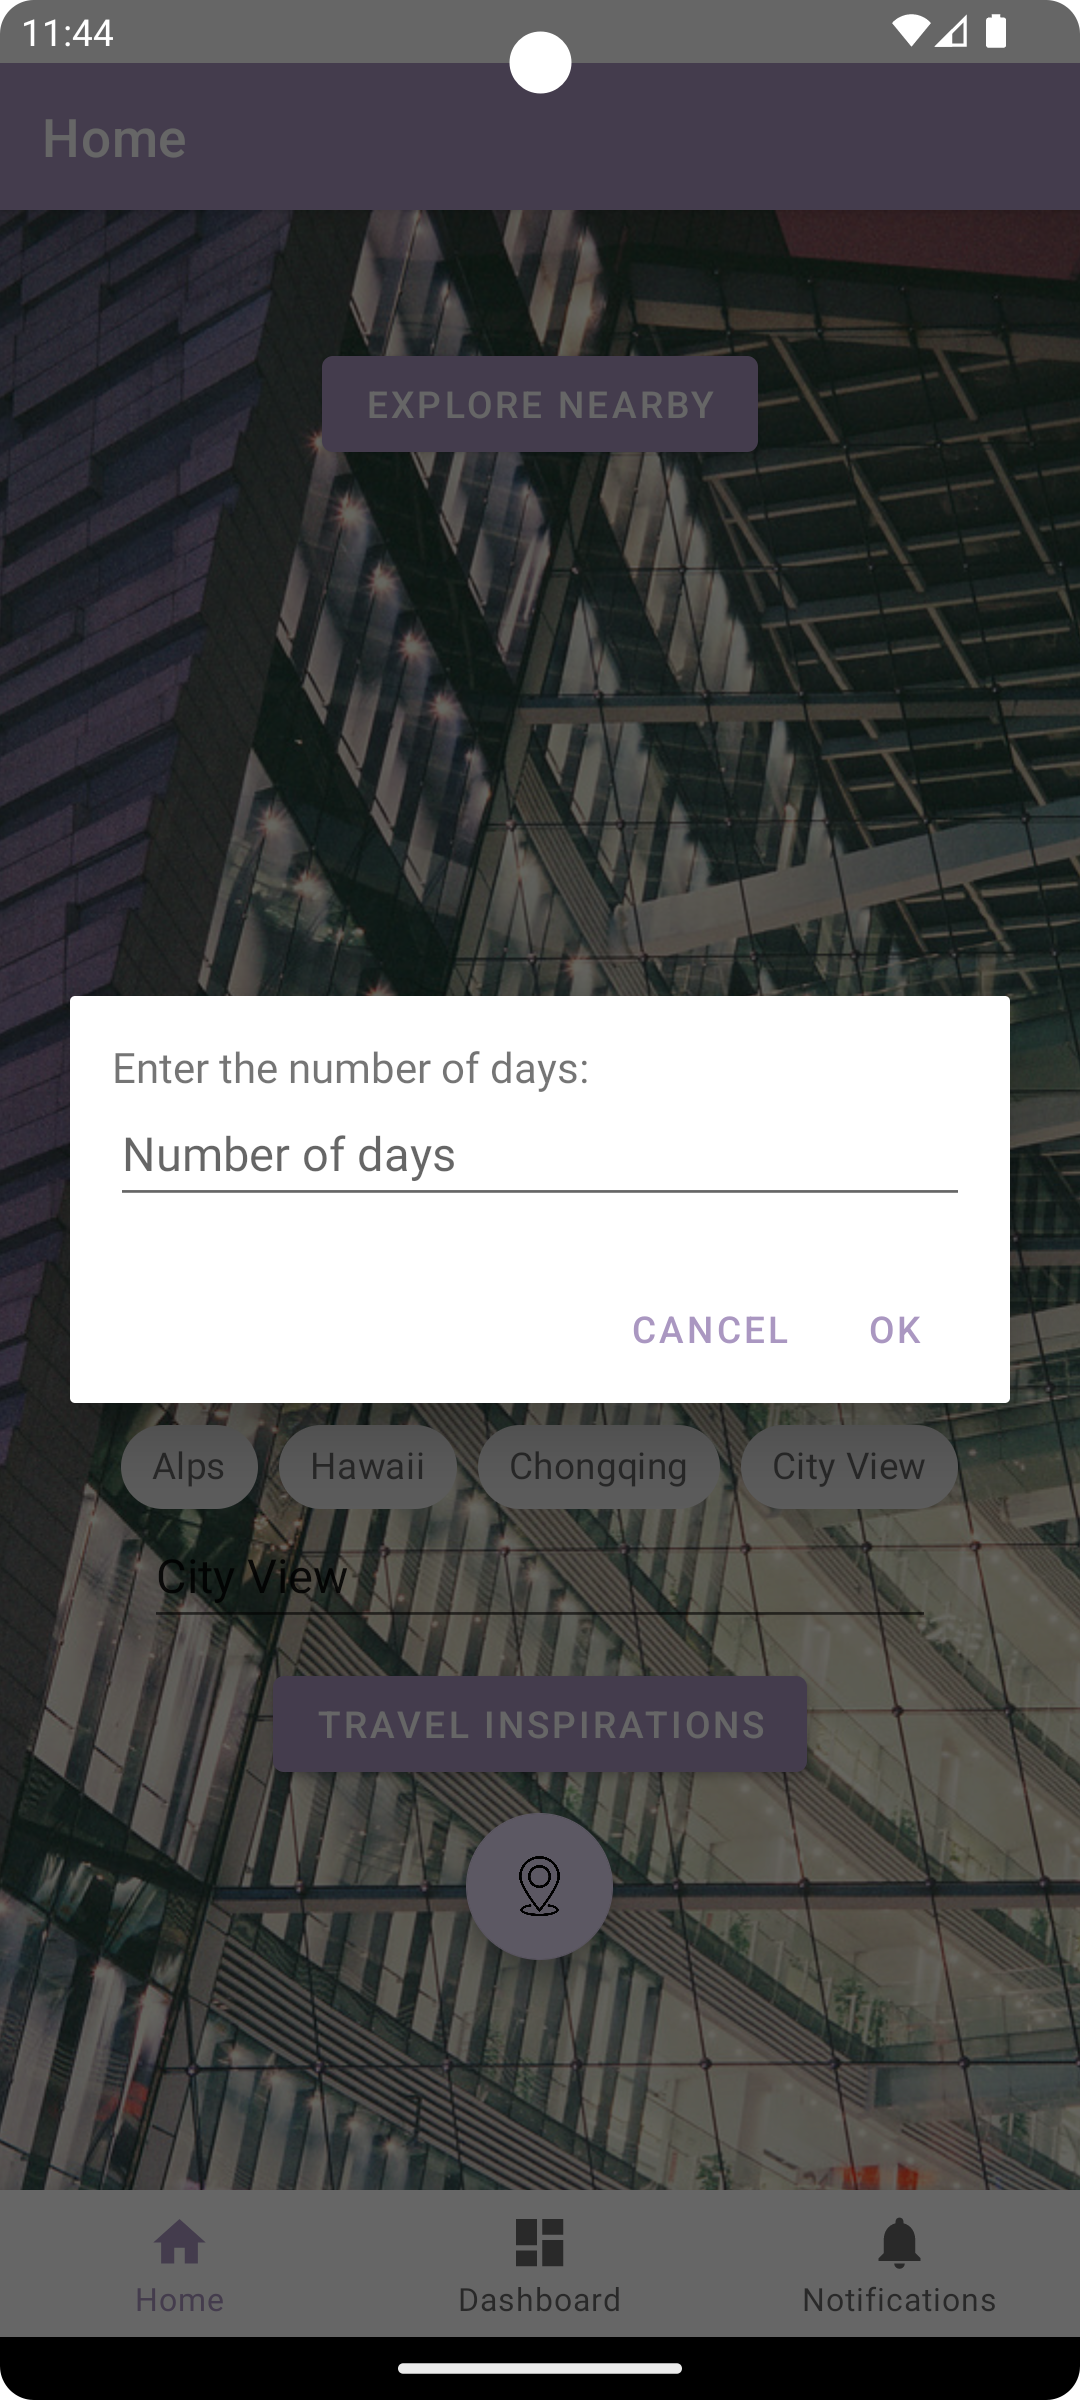 11:44
Home
EXPLORE NEARBY
Enter the number of days:
Number of days
CANCEL OK
Alps Hawaii Chongqing City View
City View
TRAVEL INSPIRATIONS
Home Dashboard Notifications